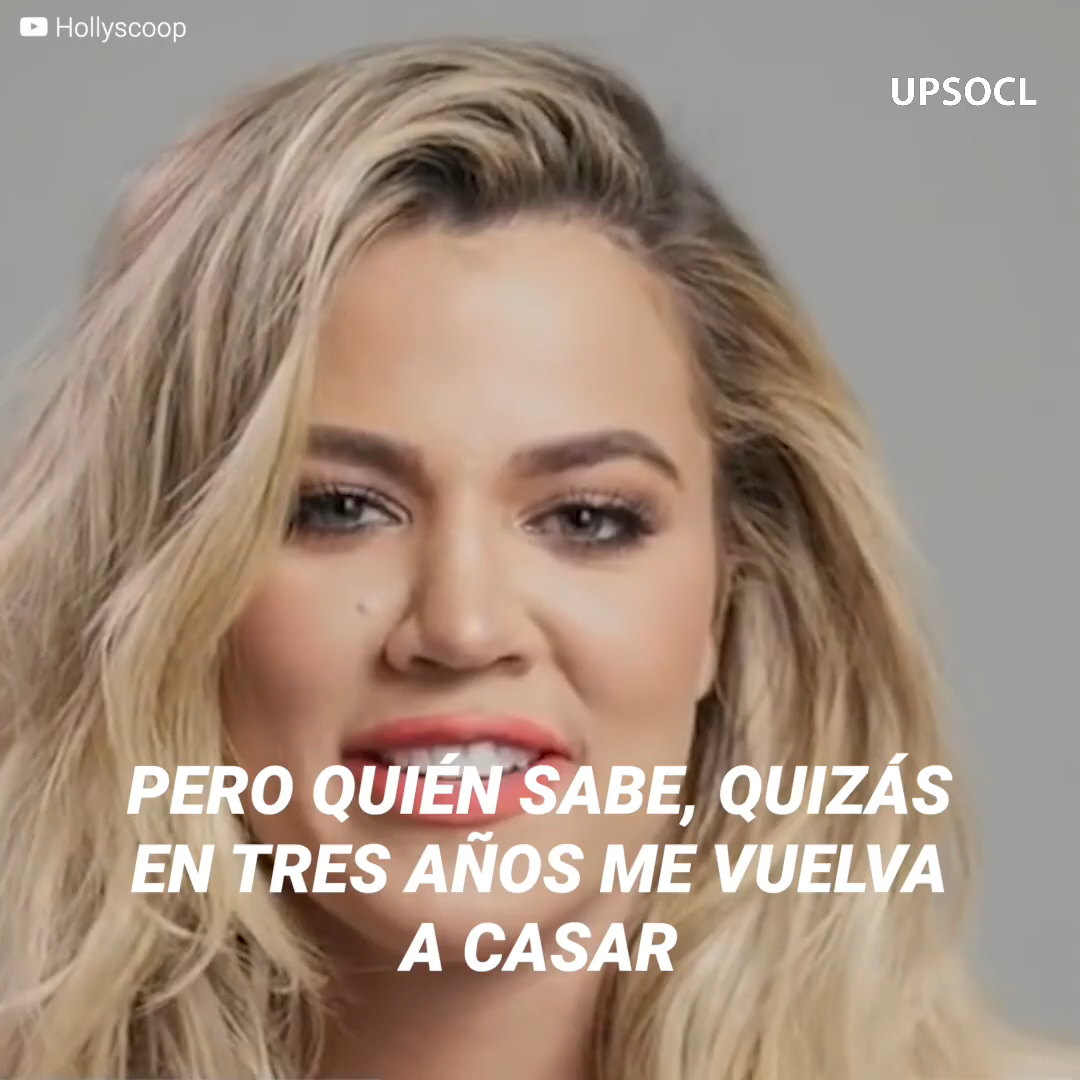 Hollyscoop
UPSOCL
PERO QUIÉN SABE, QUIZÁS
EN TRES AÑOS ME VUELVA
A CASAR